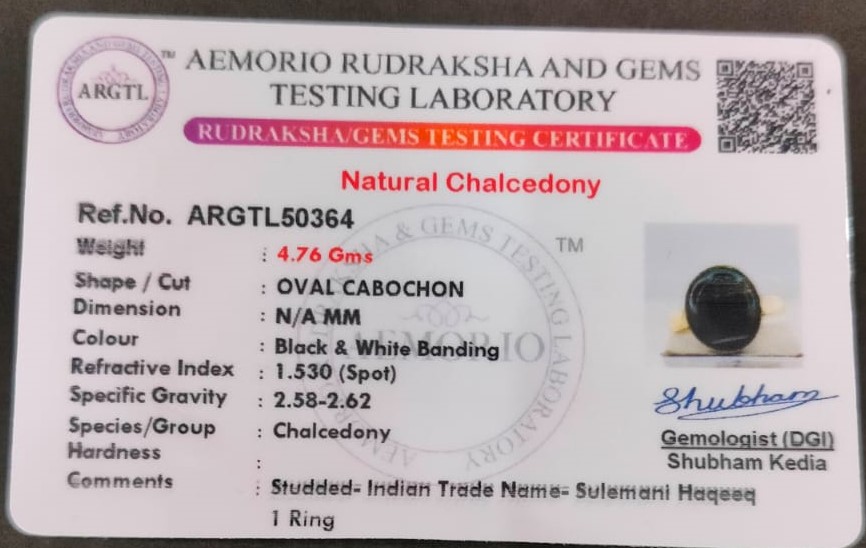 ARGTL
TM
AEMORIO RUDRAKSHA AND GEMS
TESTING LABORATORY
RUDRAKSHA/GEMS TESTING CERTIFICATE
Natural Chalcedony
Ref.No. ARGTL50364
Weight : 4.76 Gms
Shape / Cut : OVAL CABOCHON
Dimension : N/A MM
Colour : Black & White Banding
Refractive Index : 1.530 (Spot)
Specific Gravity : 2.58-2.62
Species/Group : Chalcedony
Hardness :
Comments : Studded- Indian Trade Name- Sulemani Haqeeq
1 Ring
TM
AEMORIO
Shubham
Gemologist (DGI)
Shubham Kedia